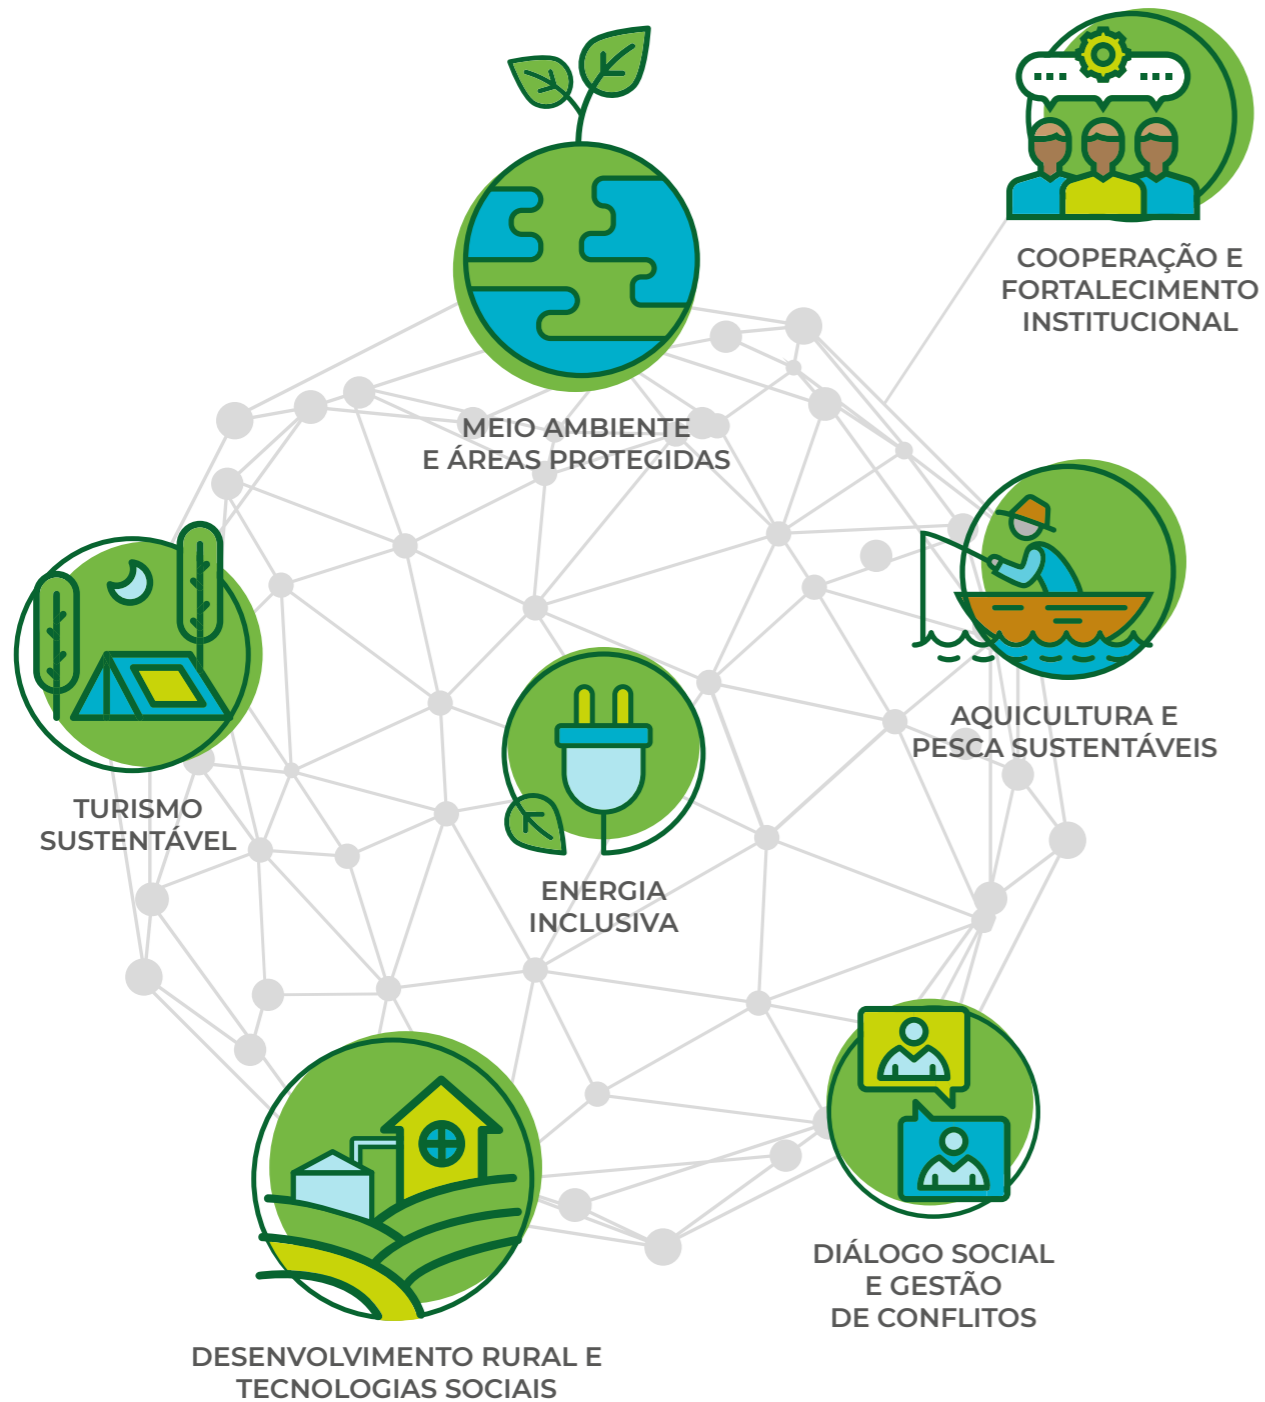 COOPERAÇÃO E
FORTALECIMENTO
INSTITUCIONAL
MEIO AMBIENTE
E ÁREAS PROTEGIDAS
AQUICULTURA E
PESCA SUSTENTÁVEIS
TURISMO
SUSTENTÁVEL
ENERGIA
INCLUSIVA
DIÁLOGO SOCIAL
E GESTÃO
DE CONFLITOS
DESENVOLVIMENTO RURAL E
TECNOLOGIAS SOCIAIS